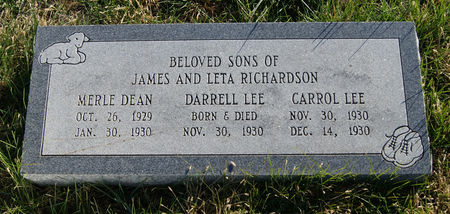 BELOVED SONS OF
JAMES AND LETA RICHARDSON
MERLE DEAN DARRELL LEE CARROL LEE
OCT. 26, 1929 BORN & DIED NOV. 30, 1930
JAN. 30, 1930 NOV. 30, 1930 DEC. 14, 1930